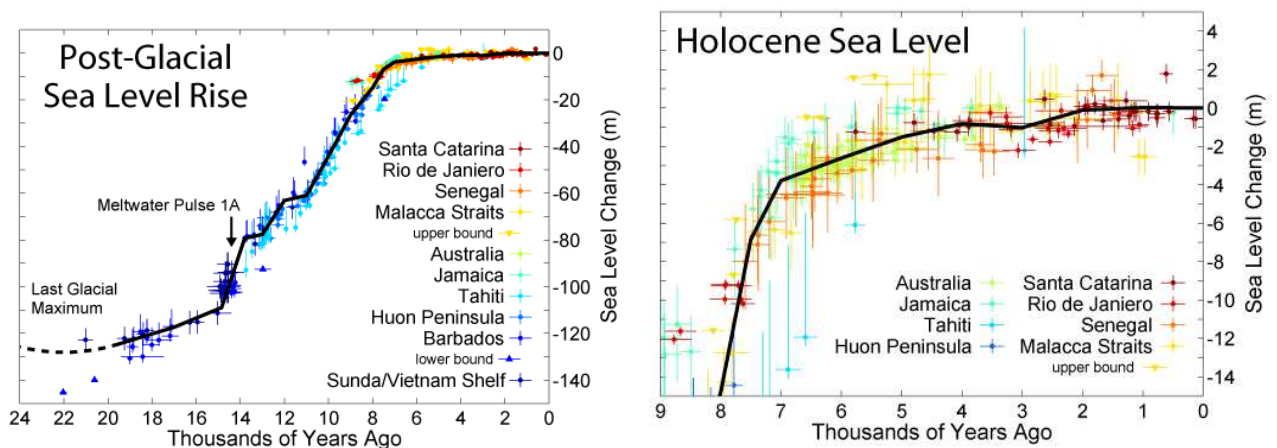 Post-Glacial
Sea Level Rise
Meltwater Pulse 1A
Last Glacial
Maximum
Santa Catarina
Rio de Janiero
Senegal
Malacca Straits
upper bound
Australia
Jamaica
Tahiti
Huon Peninsula
Barbados
lower bound
Sunda/Vietnam Shelf
0
-20
-40
-60
-80
-100
-120
-140
Sea Level Change (m)
24 22 20 18 16 14 12 10 8 6 4 2 0
Thousands of Years Ago
Holocene Sea Level
4
2
0
-2
-4
-6
-8
-10
-12
-14
Sea Level Change (m)
Australia
Jamaica
Tahiti
Huon Peninsula
Santa Catarina
Rio de Janiero
Senegal
Malacca Straits
upper bound
9 8 7 6 5 4 3 2 1 0
Thousands of Years Ago